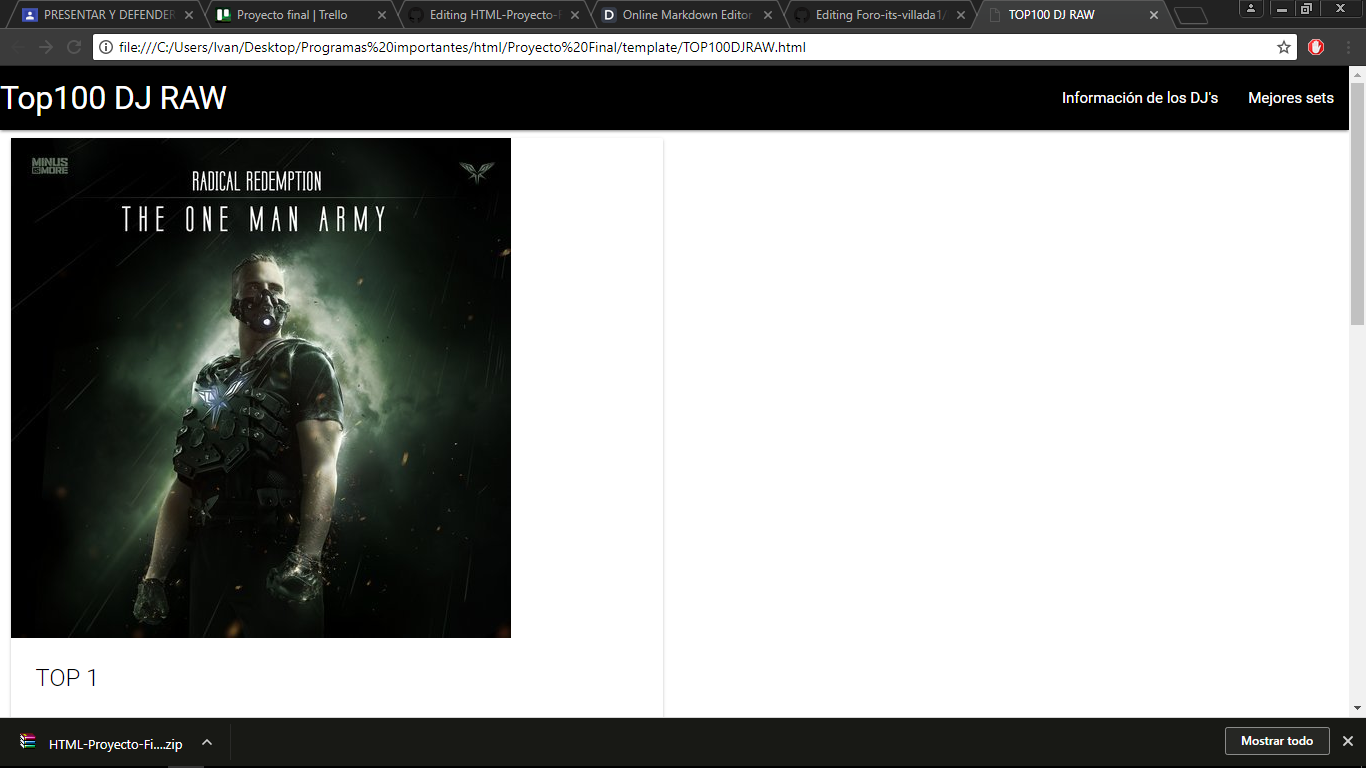 PRESENTAR Y DEFENDER
Proyecto final | Trello
Editing HTML-Proyecto-F
Online Markdown Editor
Editing Foro-its-villada1/
TOP100 DJ RAW
file:///C:/Users/Ivan/Desktop/Programas%20importantes/html/Proyecto%20Final/template/TOP100DJRAW.html
Top100 DJ RAW
Información de los DJ's
Mejores sets
MINUS
IS MORE
RADICAL REDEMPTION
THE ONE MAN ARMY
TOP 1
HTML-Proyecto-Fi....zip
Mostrar todo